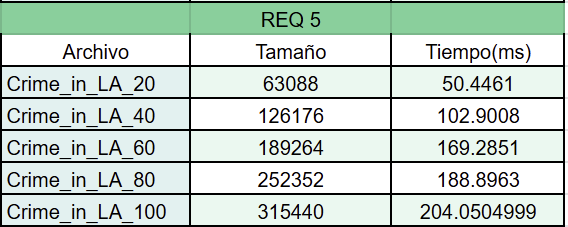 REQ 5
Archivo Tamaño Tiempo(ms)
Crime_in_LA_20 63088 50.4461
Crime_in_LA_40 126176 102.9008
Crime_in_LA_60 189264 169.2851
Crime_in_LA_80 252352 188.8963
Crime_in_LA_100 315440 204.0504999